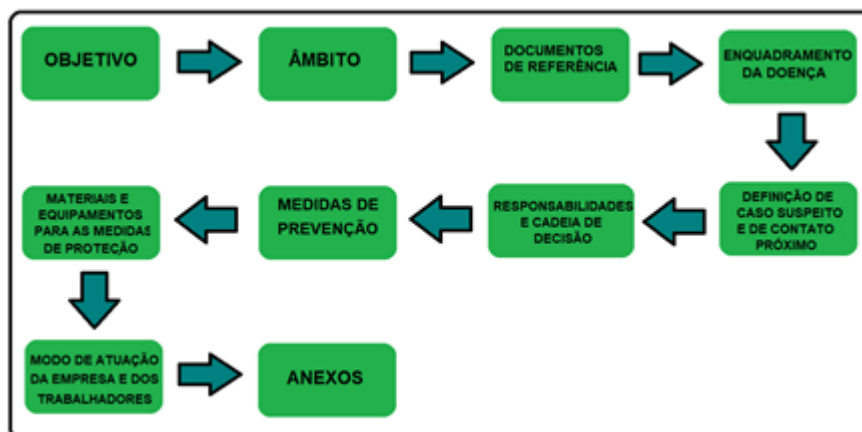 OBJETIVO
ÂMBITO
DOCUMENTOS
DE REFERÊNCIA
ENQUADRAMENTO
DA DOENÇA
DEFINIÇÃO DE
CASO SUSPEITO
E DE CONTATO
PRÓXIMO
RESPONSABILIDADES
E CADEIA DE
DECISÃO
MEDIDAS DE
PREVENÇÃO
MATERIAIS E
EQUIPAMENTOS
PARA AS MEDIDAS
DE PROTEÇÃO
MODO DE ATUAÇÃO
DA EMPRESA E DOS
TRABALHADORES
ANEXOS